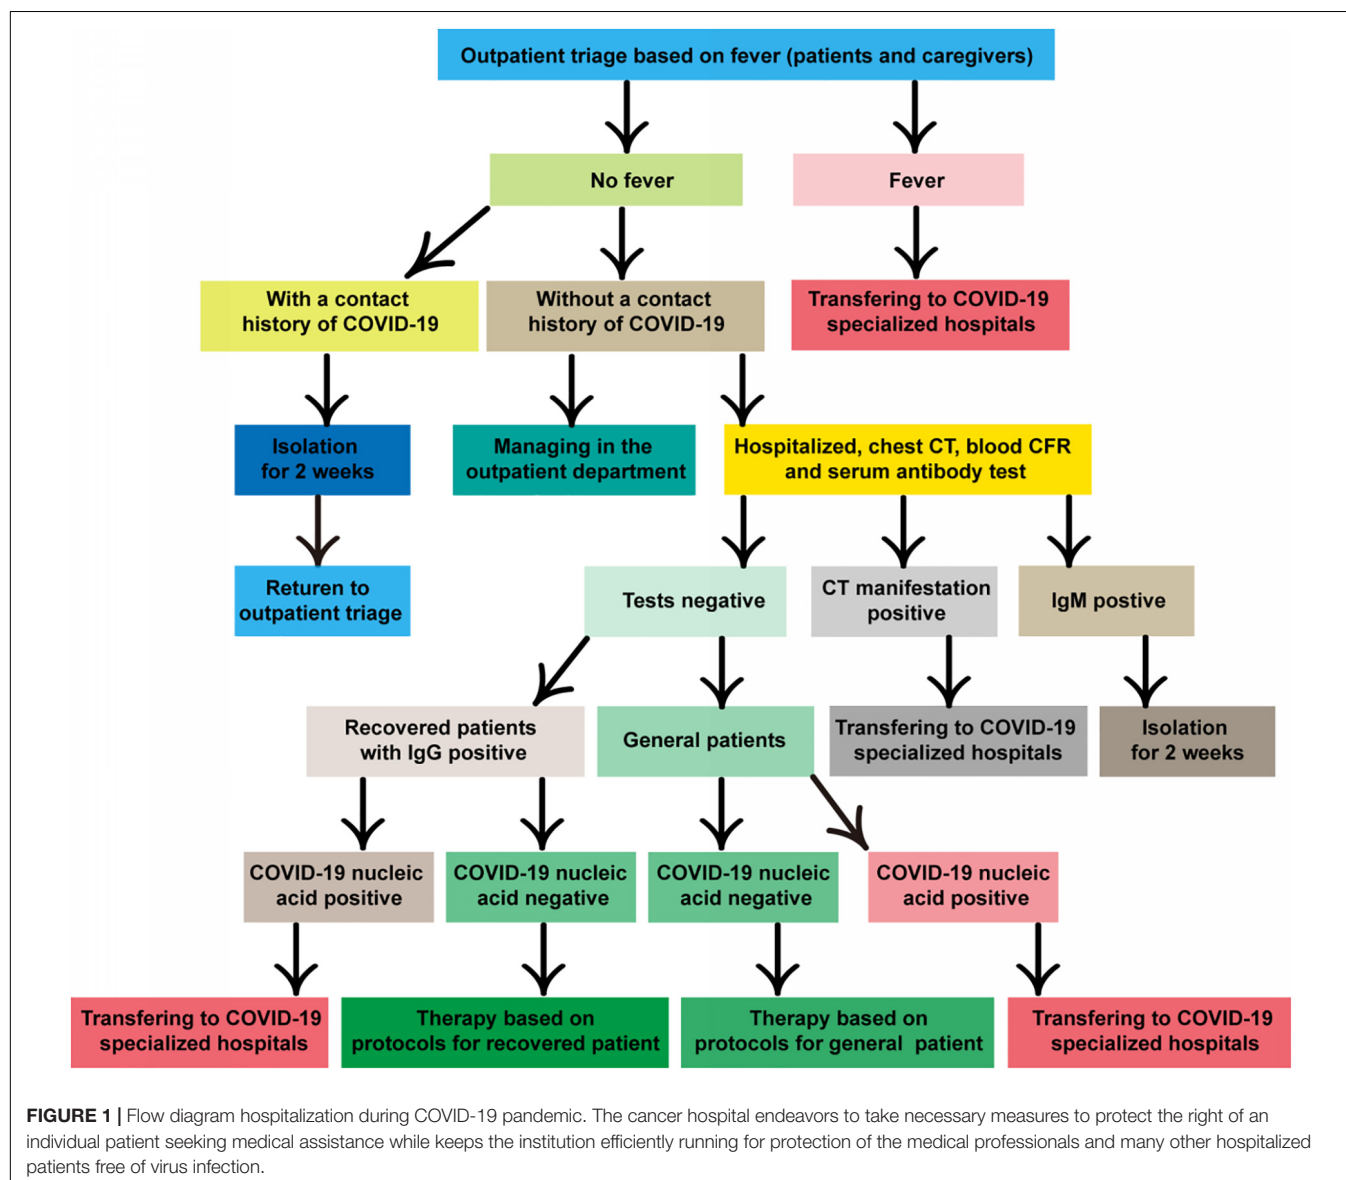 Outpatient triage based on fever (patients and caregivers)
No fever
Fever
With a contact
history of COVID-19
Without a contact
history of COVID-19
Transfering to COVID-19
specialized hospitals
Isolation
for 2 weeks
Managing in the
outpatient department
Hospitalized, chest CT, blood CFR
and serum antibody test
Returen to
outpatient triage
Tests negative
CT manifestation
positive
IgM postive
Recovered patients
with IgG positive
General patients
Transfering to COVID-19
specialized hospitals
Isolation
for 2 weeks
COVID-19 nucleic
acid positive
COVID-19 nucleic
acid negative
COVID-19 nucleic
acid negative
COVID-19 nucleic
acid positive
Transfering to COVID-19
specialized hospitals
Therapy based on
protocols for recovered patient
Therapy based on
protocols for general patient
Transfering to COVID-19
specialized hospitals
FIGURE 1 | Flow diagram hospitalization during COVID-19 pandemic. The cancer hospital endeavors to take necessary measures to protect the right of an
individual patient seeking medical assistance while keeps the institution efficiently running for protection of the medical professionals and many other hospitalized
patients free of virus infection.